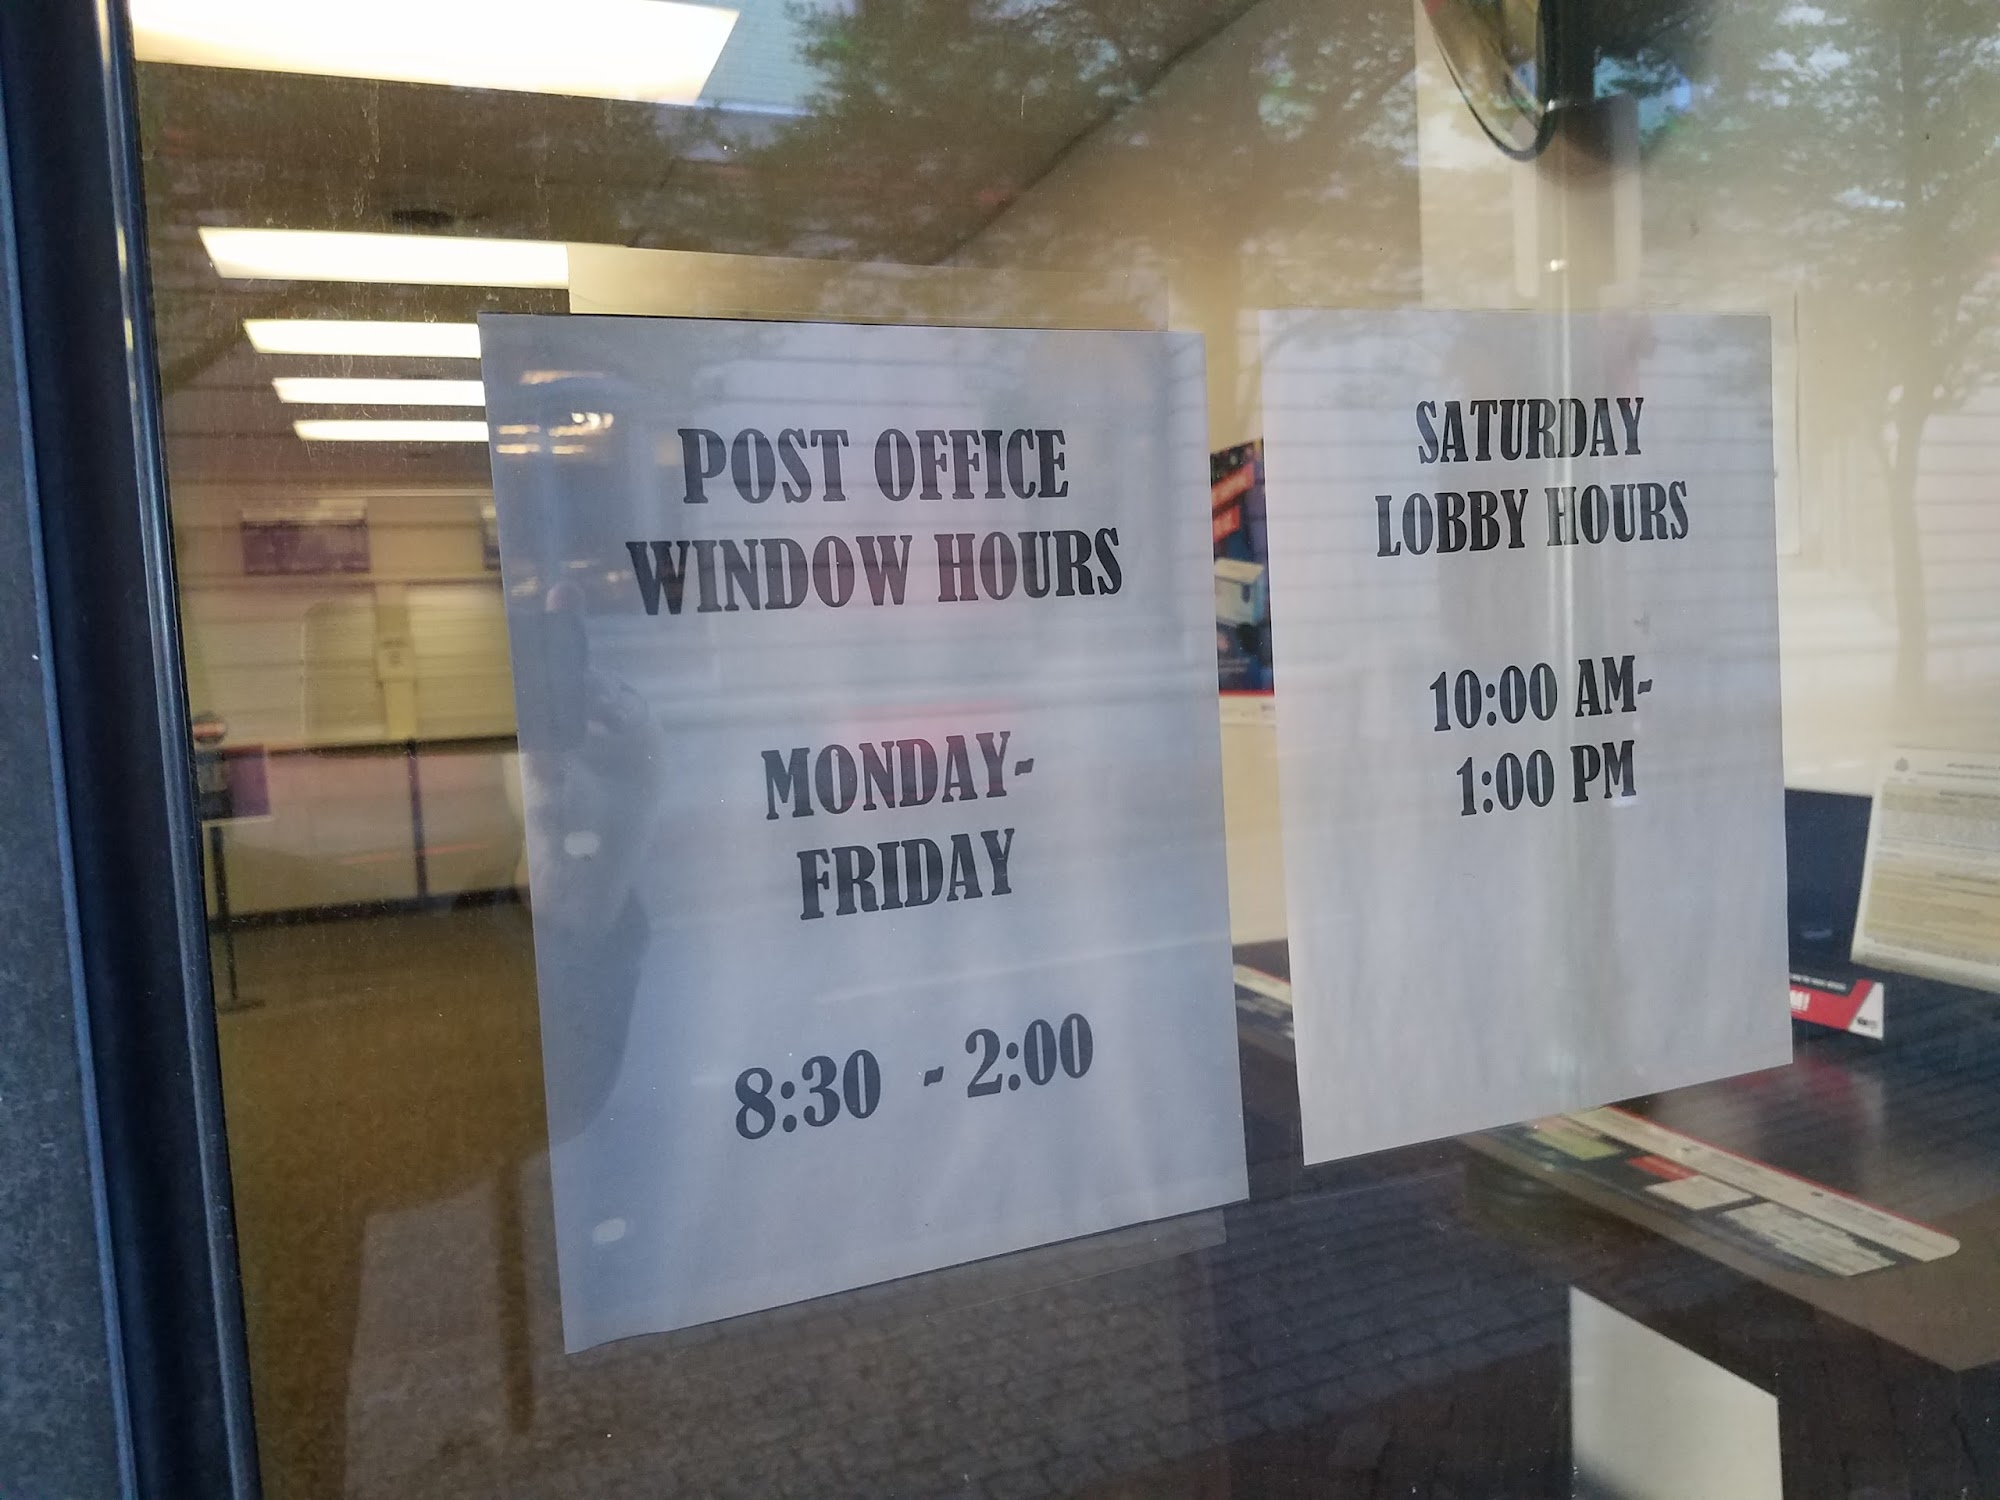 POST OFFICE
WINDOW HOURS
MONDAY-
FRIDAY
8:30 - 2:00
SATURDAY
LOBBY HOURS
10:00 AM-
1:00 PM